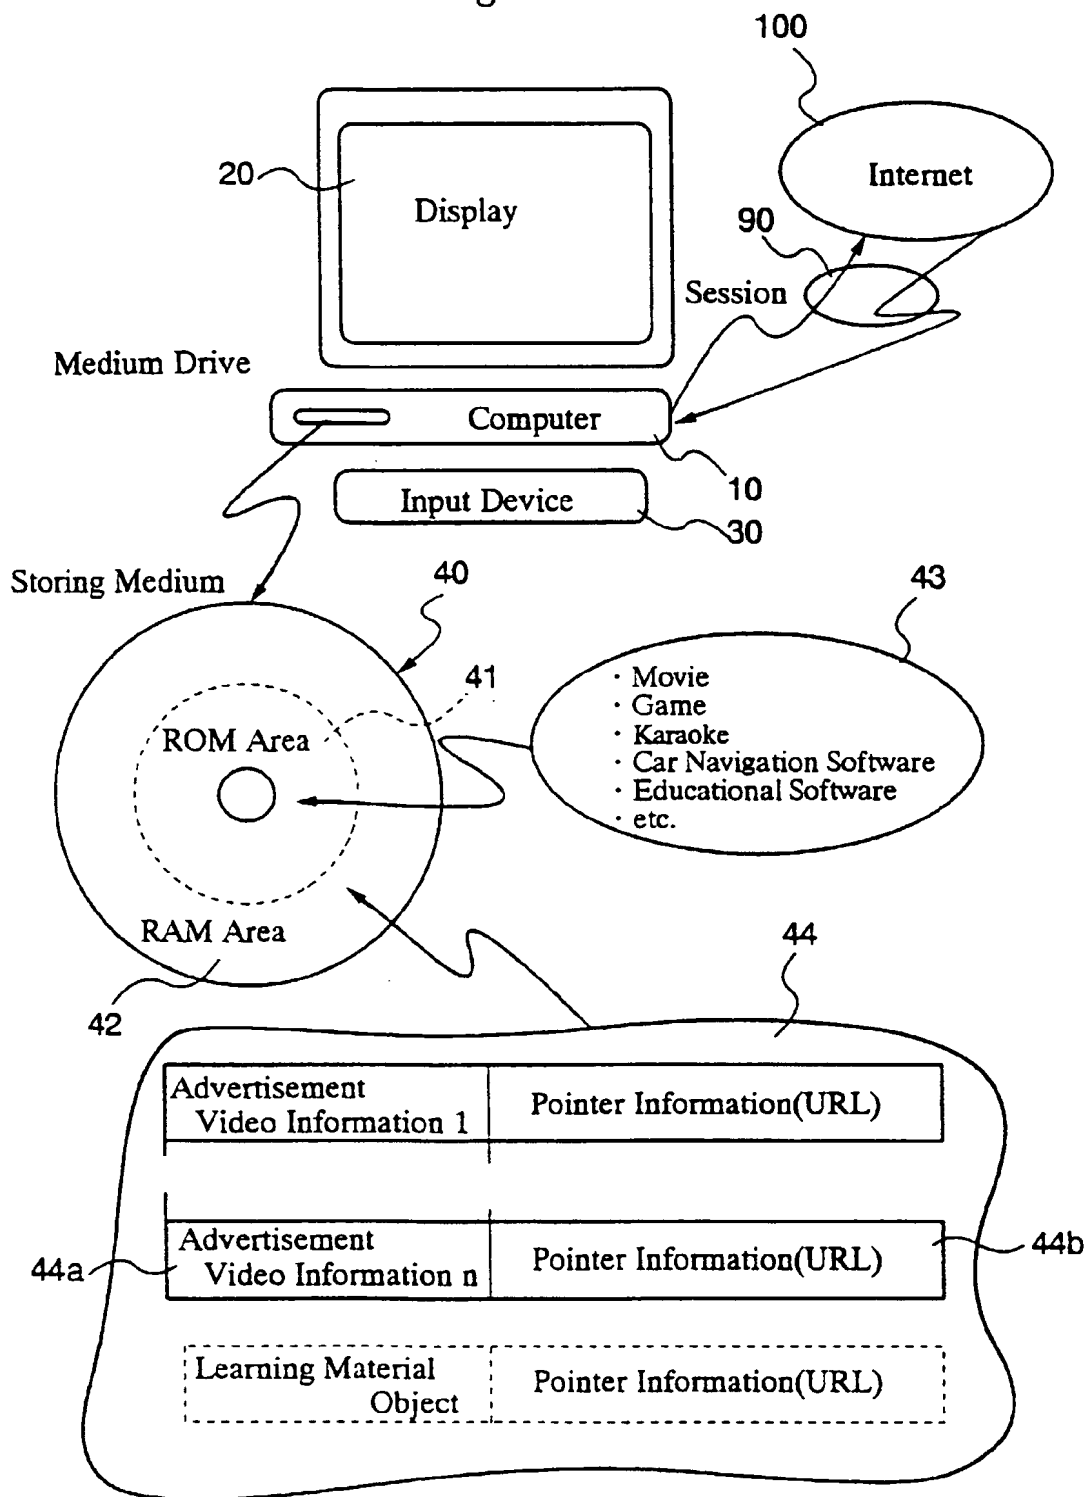 100
20
Display
Internet
90
Session
Medium Drive
Computer
10
Input Device
30
Storing Medium
40
43
41
ROM Area
· Movie
· Game
· Karaoke
· Car Navigation Software
· Educational Software
· etc.
RAM Area
42
44
Advertisement
Video Information 1
Pointer Information(URL)
Advertisement
Video Information n
Pointer Information(URL)
44a
44b
Learning Material
Object
Pointer Information(URL)